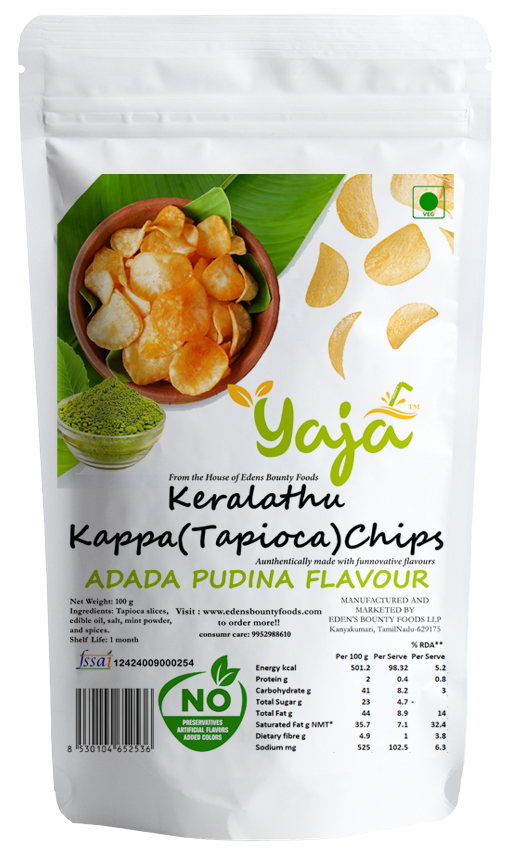 VEG
Yaja
TM
From the House of Edens Bounty Foods
Keralathu
Kappa(Tapioca)Chips
Aunthentically made with funnovative flavours
ADADA PUDINA FLAVOUR
Net Weight: 100 g
Ingredients: Tapioca slices,
edible oil, salt, mint powder,
and spices.
Shelf Life: 1 month
Visit : www.edensbountyfoods.com
to order more!!
consumr care: 9952988610
MANUFACTURED AND
MARKETED BY
EDEN'S BOUNTY FOODS LLP
Kanyakumari, TamilNadu-629175
fssai 12424009000254
8 530104 652536
NO
PRESERVATIVES
ARTIFICIAL FLAVORS
ADDED COLORS
% RDA**
Per 100 g Per Serve Per Serve
Energy kcal 501.2 98.32 5.2
Protein g 2 0.4 0.8
Carbohydrate g 41 8.2 3
Total Sugar g 23 4.7 -
Total Fat g 44 8.9 14
Saturated Fat g NMT* 35.7 7.1 32.4
Dietary fibre g 4.9 1 3.8
Sodium mg 525 102.5 6.3